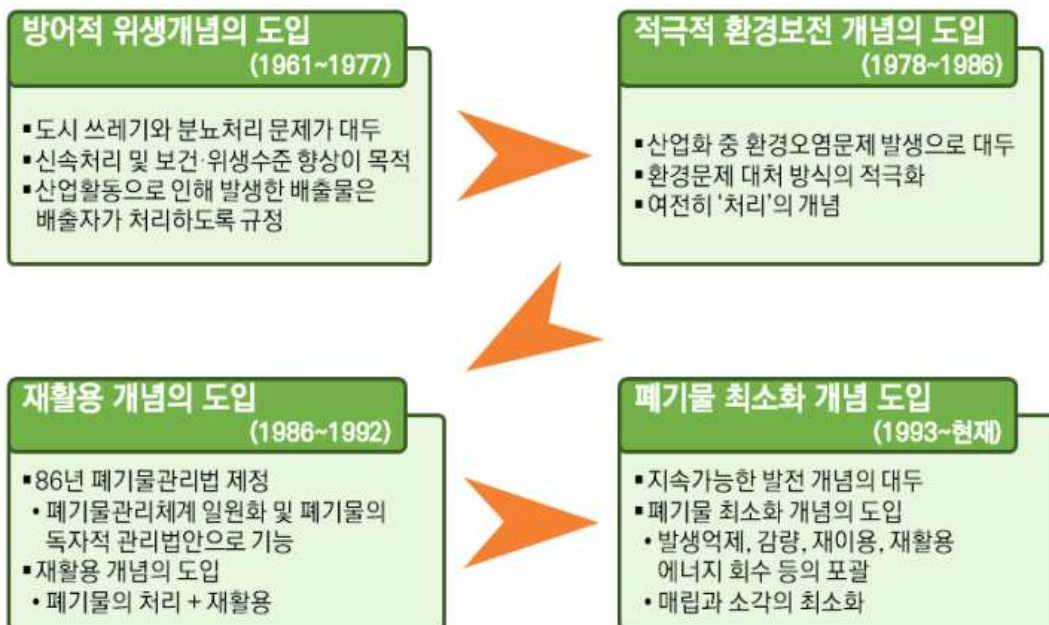 방어적 위생개념의 도입
(1961~1977)
▪도시 쓰레기와 분뇨처리 문제가 대두
▪신속처리 및 보건·위생수준 향상이 목적
▪산업활동으로 인해 발생한 배출물은
배출자가 처리하도록 규정
적극적 환경보전 개념의 도입
(1978~1986)
▪산업화 중 환경오염문제 발생으로 대두
▪환경문제 대처 방식의 적극화
▪여전히 '처리'의 개념
재활용 개념의 도입
(1986~1992)
▪86년 폐기물관리법 제정
• 폐기물관리체계 일원화 및 폐기물의
독자적 관리법안으로 기능
▪재활용 개념의 도입
• 폐기물의 처리 + 재활용
폐기물 최소화 개념 도입
(1993~현재)
▪지속가능한 발전 개념의 대두
▪폐기물 최소화 개념의 도입
• 발생억제, 감량, 재이용, 재활용
에너지 회수 등의 포괄
• 매립과 소각의 최소화